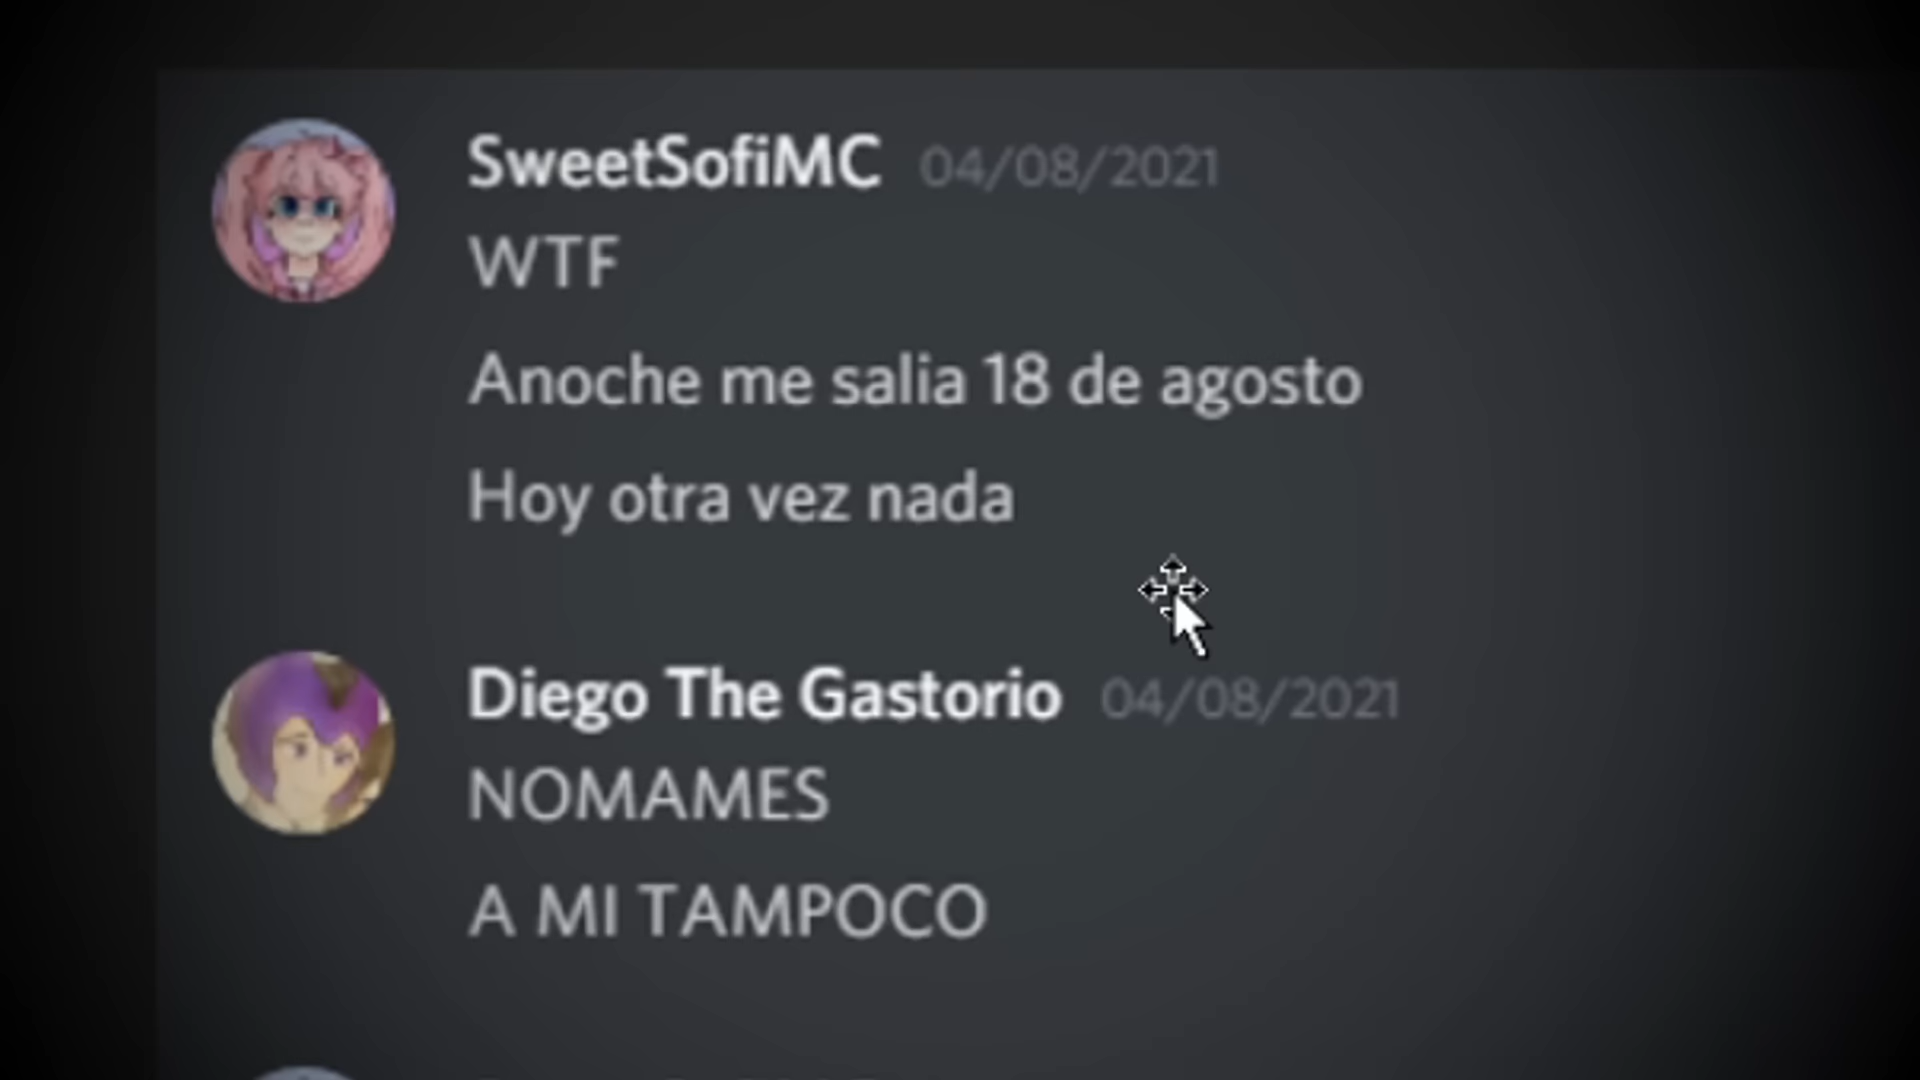 SweetSofiMC 04/08/2021
WTF
Anoche me salia 18 de agosto
Hoy otra vez nada
Diego The Gastorio 04/08/2021
NOMAMES
A MI TAMPOCO